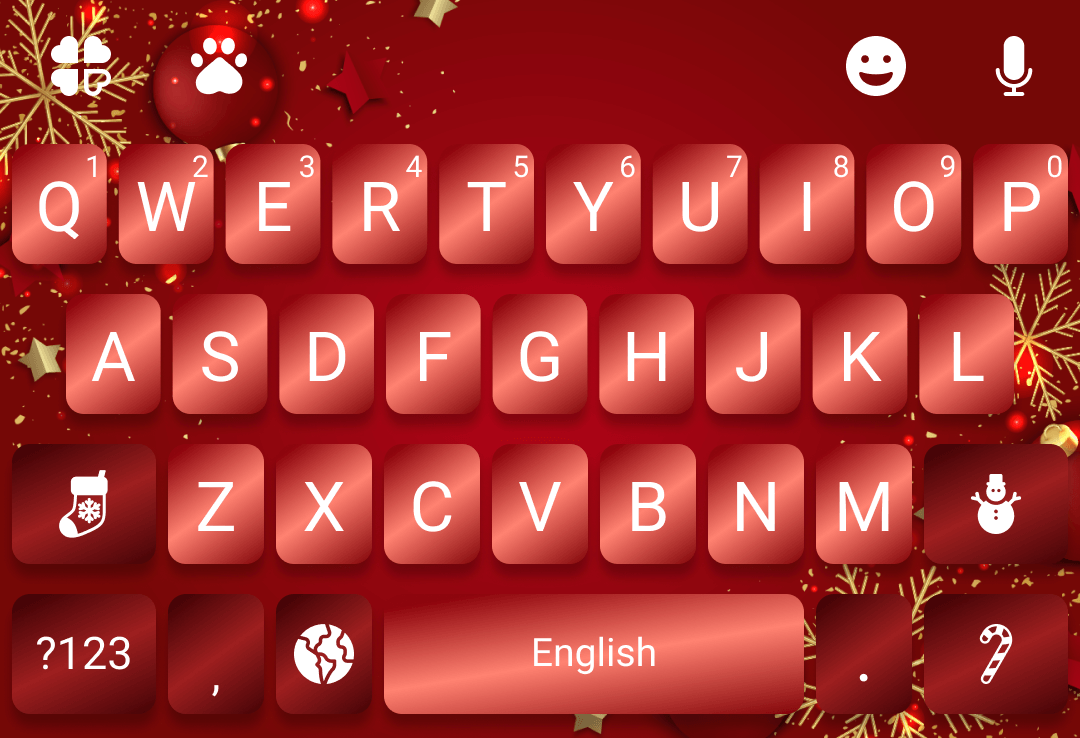 1 2 3 4 5 6 7 8 9 0
Q W E R T Y U I O P
A S D F G H J K L
Z X C V B N M
?123 , English .